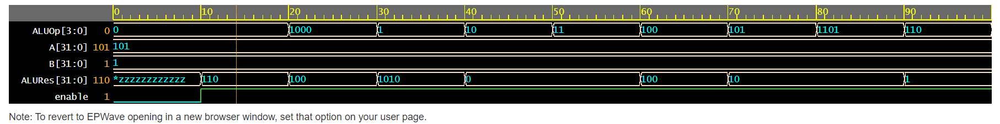 0 10 20 30 40 50 60 70 80 90
ALUOp[3:0] 0 0 1000 1 10 11 100 101 1101 110
A[31:0] 101 101
B[31:0] 1 1
ALURes[31:0] 110 *zzzzzzzzzzzz 110 100 1010 0 100 10 1
enable 1
Note: To revert to EPWave opening in a new browser window, set that option on your user page.